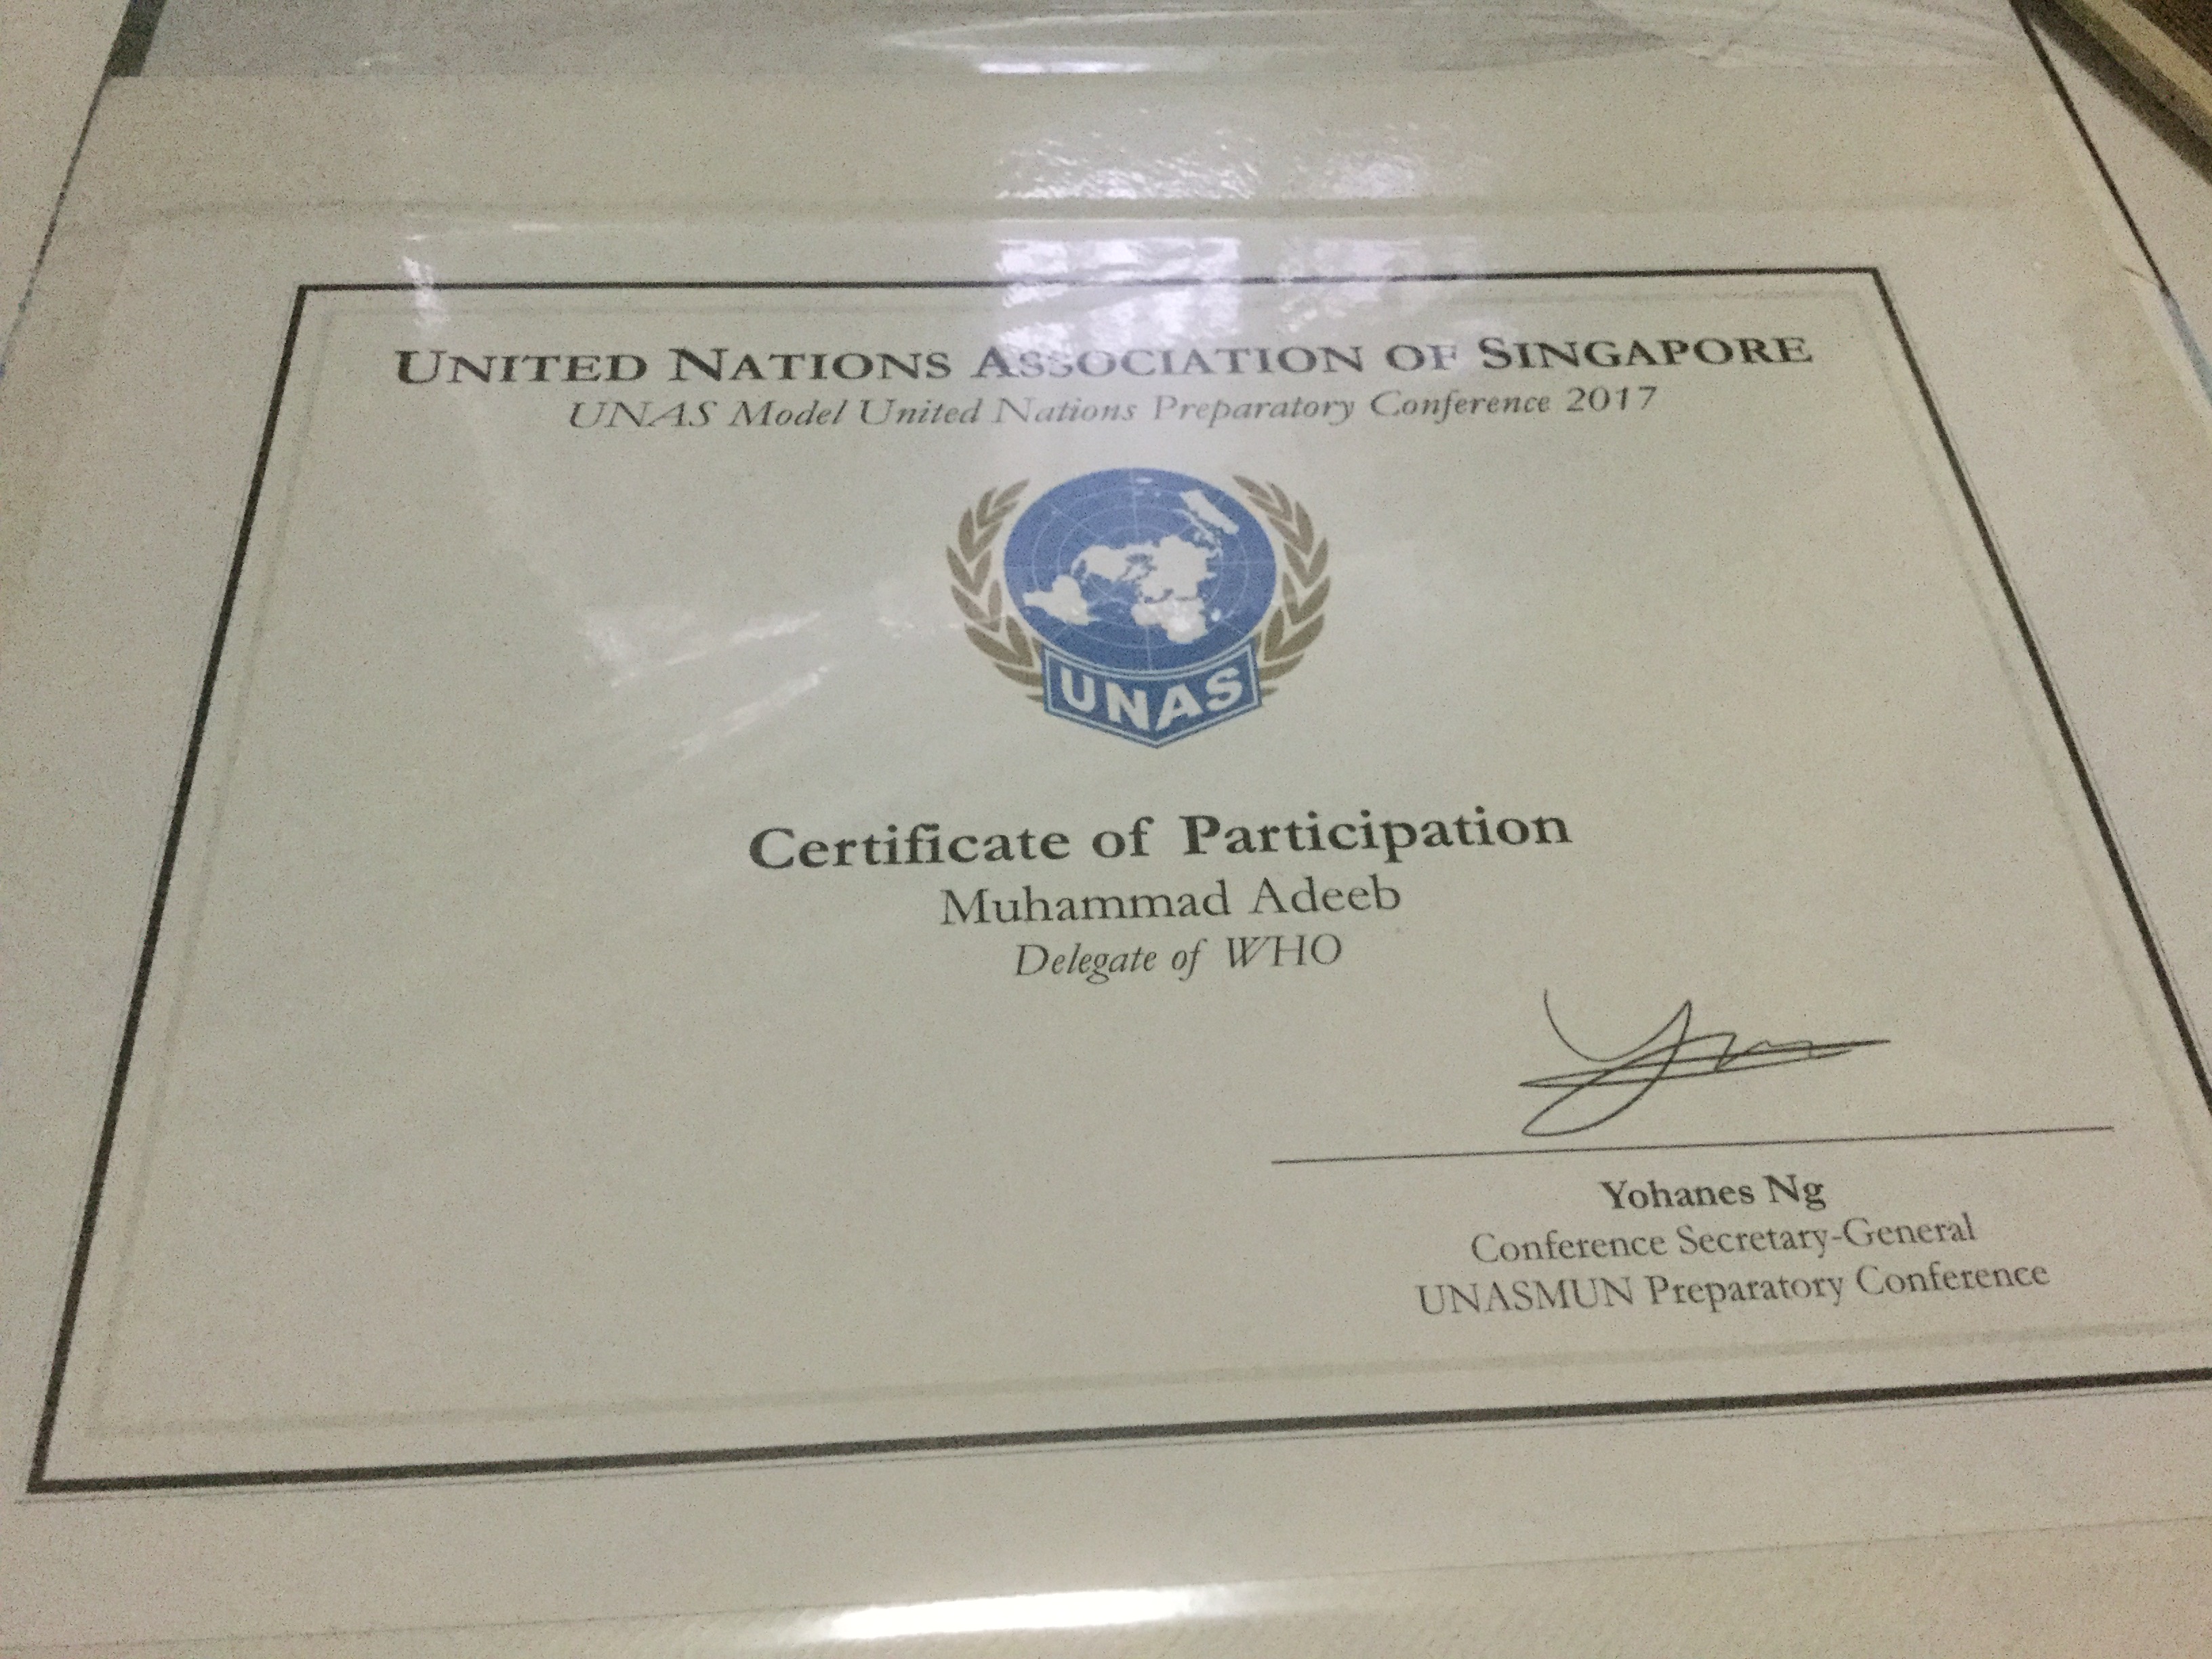 UNITED NATIONS ASSOCIATION OF SINGAPORE
UNAS Model United Nations Preparatory Conference 2017
UNAS
Certificate of Participation
Muhammad Adeeb
Delegate of WHO
Yohanes Ng
Conference Secretary-General
UNASMUN Preparatory Conference